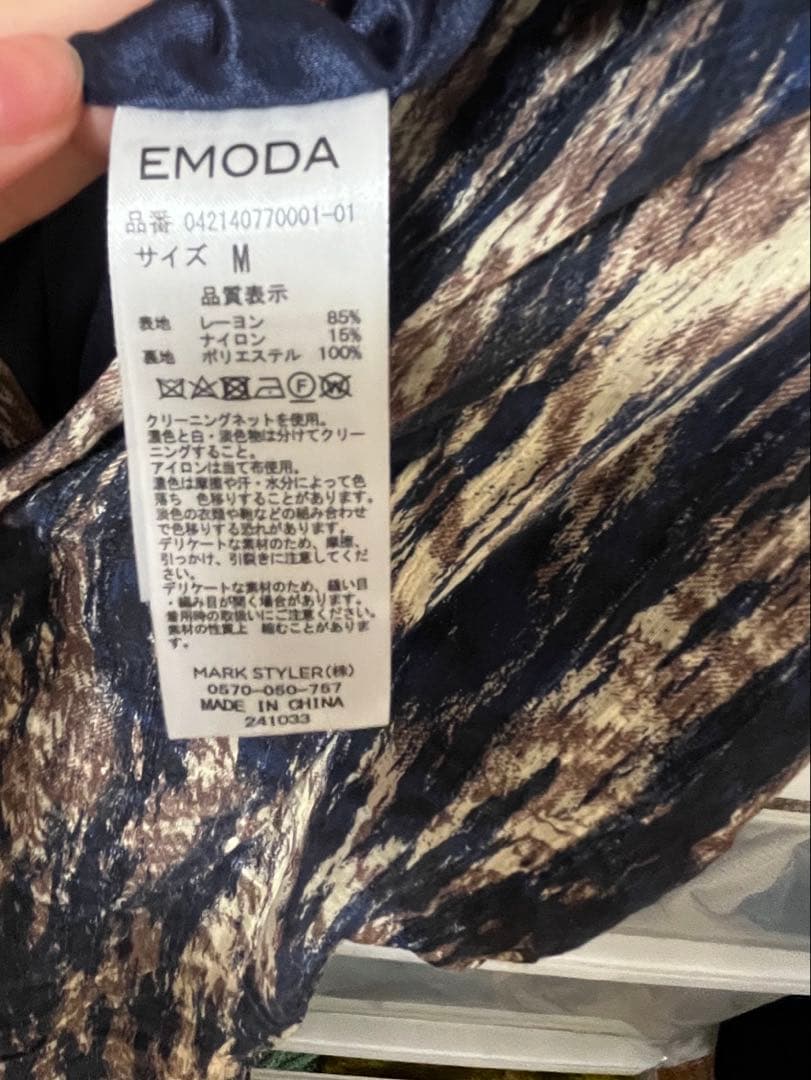 EMODA
品番 042140770001-01
サイズ M
品質表示
表地 レーヨン 85%
ナイロン 15%
裏地 ポリエステル 100%
F W
クリーニングネットを使用。
濃色と白・淡色物は分けてクリー
ニングすること。
アイロンは当て布使用。
濃色は摩擦や汗・水分によって色
落ち 色移りすることがあります。
淡色の衣類や鞄などの組み合わせ
で色移りする恐れがあります。
デリケートな素材のため、摩擦、
引っかけ、引裂きに注意してくだ
さい。
デリケートな素材のため、縫い目
・編み目が開く場合があります。
着用時の取扱いにご注意ください。
素材の性質上 縮むことがありま
す。
MARK STYLER(株)
0570-050-757
MADE IN CHINA
241033